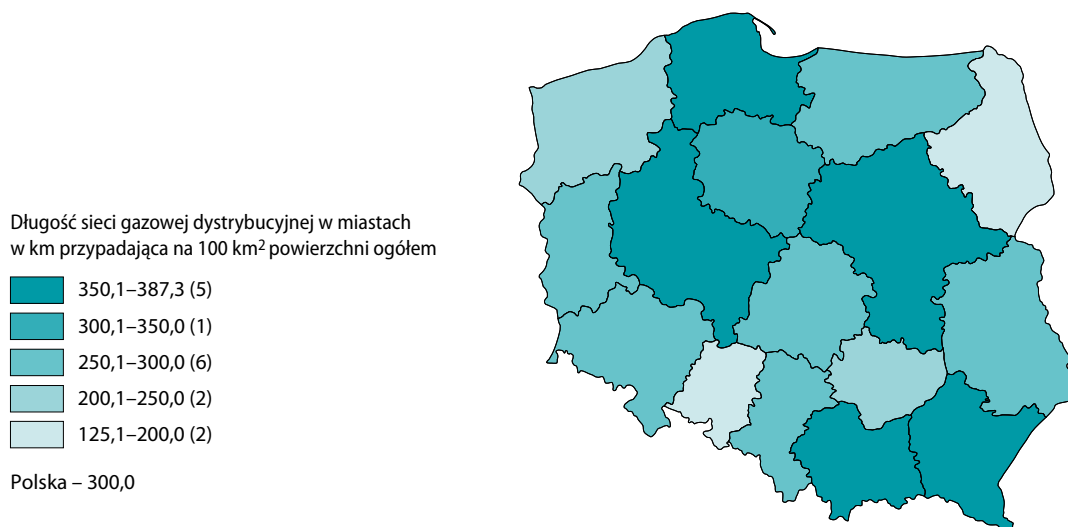 Długość sieci gazowej dystrybucyjnej w miastach
w km przypadająca na 100 km² powierzchni ogółem
350,1–387,3 (5)
300,1–350,0 (1)
250,1–300,0 (6)
200,1–250,0 (2)
125,1–200,0 (2)
Polska – 300,0